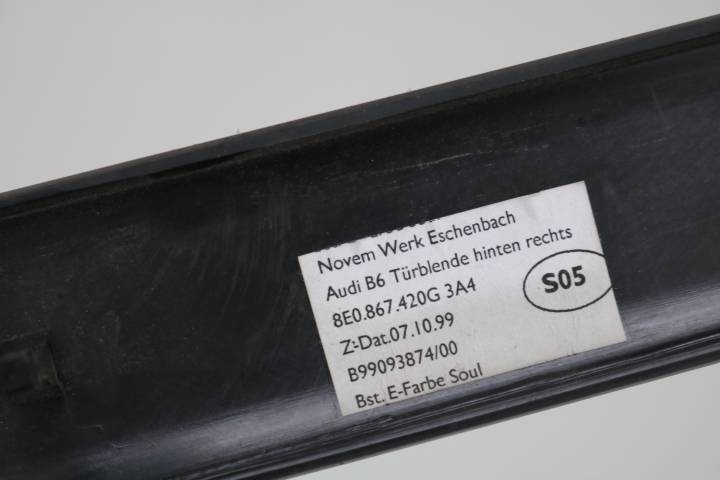 Novem Werk Eschenbach
Audi B6 Türblende hinten rechts
8E0.867.420G 3A4
S05
Z:-Dat.07.10.99
B99093874/00
Bst. E-Farbe Soul